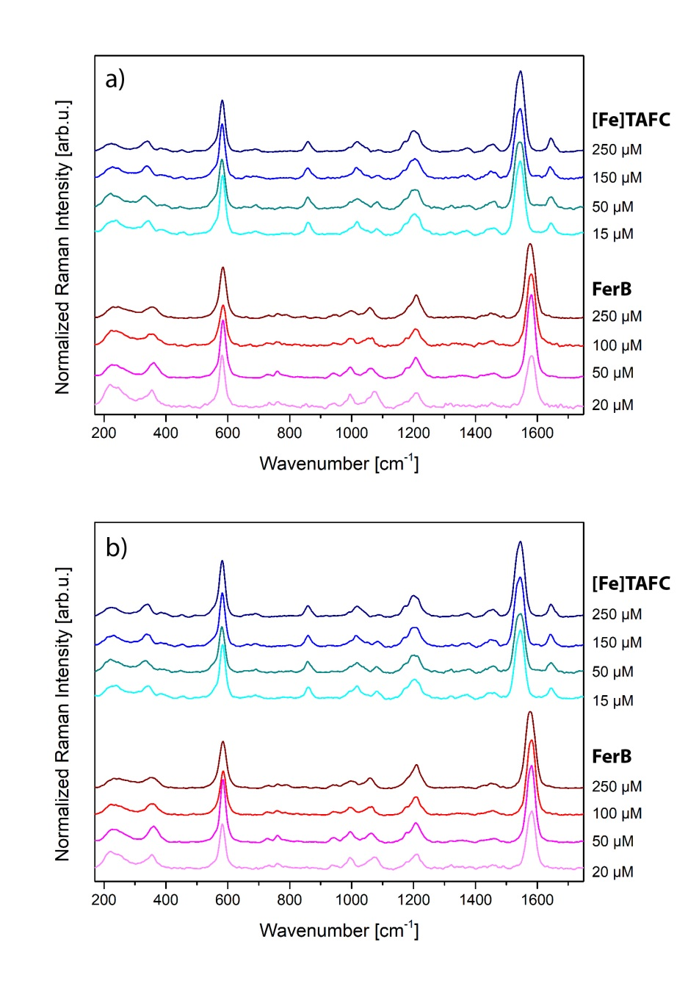 a)
Normalized Raman Intensity [arb.u.]
[Fe]TAFC
250 µM
150 µM
50 µM
15 µM
FerB
250 µM
100 µM
50 µM
20 µM
200 400 600 800 1000 1200 1400 1600
Wavenumber [cm⁻¹]
b)
Normalized Raman Intensity [arb.u.]
[Fe]TAFC
250 µM
150 µM
50 µM
15 µM
FerB
250 µM
100 µM
50 µM
20 µM
200 400 600 800 1000 1200 1400 1600
Wavenumber [cm⁻¹]